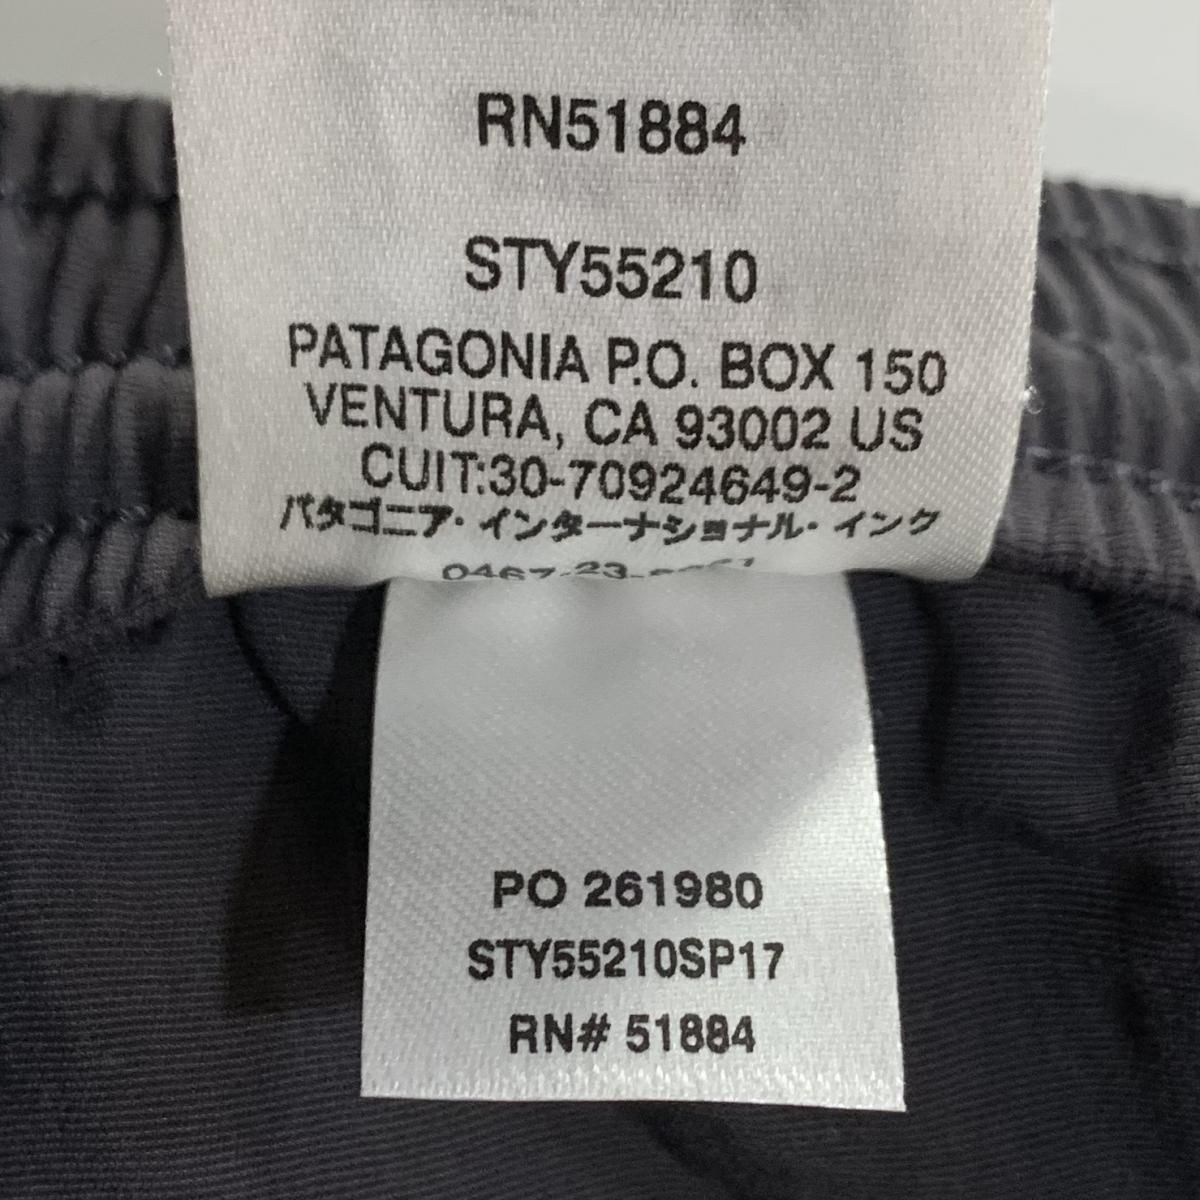 RN51884
STY55210
PATAGONIA P.O. BOX 150
VENTURA, CA 93002 US
CUIT:30-70924649-2
パタゴニア・インターナショナル・インク
PO 261980
STY55210SP17
RN# 51884